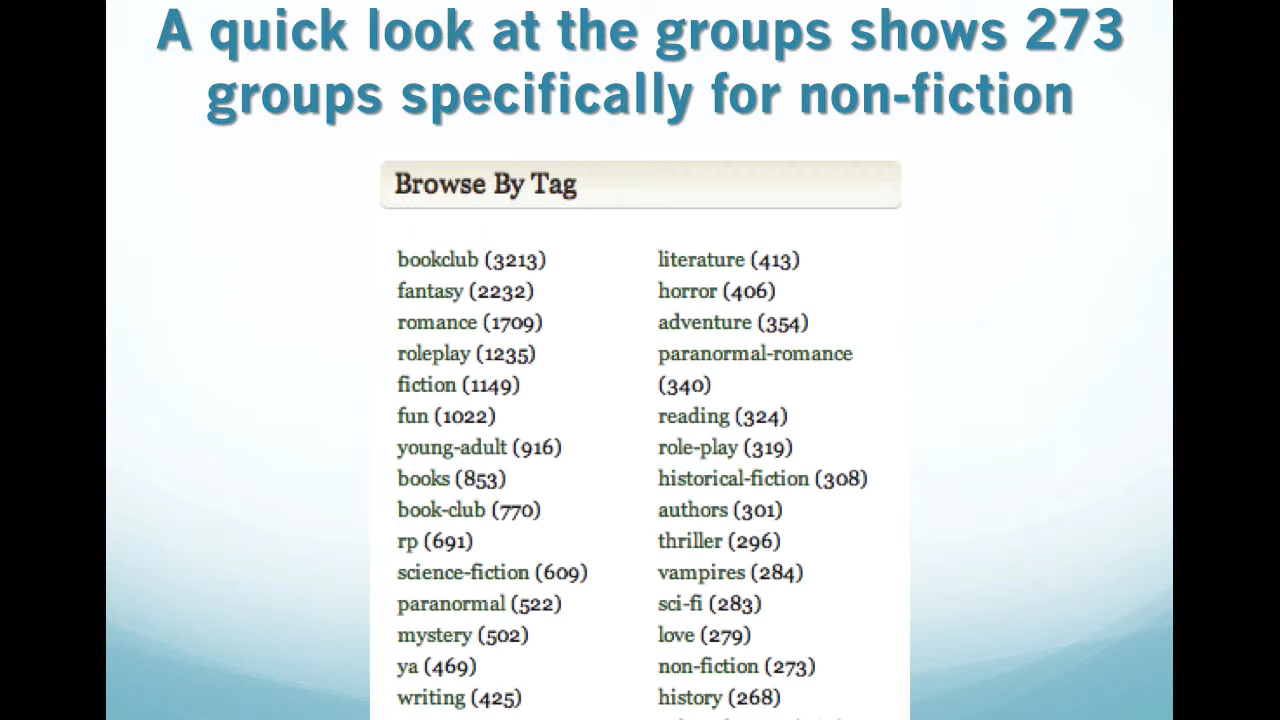 A quick look at the groups shows 273
groups specifically for non-fiction
Browse By Tag
bookclub (3213)
fantasy (2232)
romance (1709)
roleplay (1235)
fiction (1149)
fun (1022)
young-adult (916)
books (853)
book-club (770)
rp (691)
science-fiction (609)
paranormal (522)
mystery (502)
ya (469)
writing (425)
literature (413)
horror (406)
adventure (354)
paranormal-romance
(340)
reading (324)
role-play (319)
historical-fiction (308)
authors (301)
thriller (296)
vampires (284)
sci-fi (283)
love (279)
non-fiction (273)
history (268)